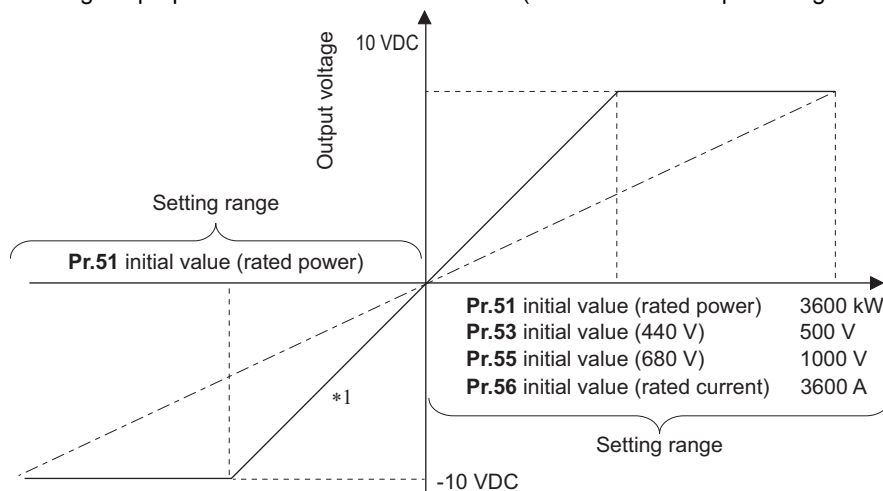 10 VDC
Output voltage
Setting range
Pr.51 initial value (rated power)
Pr.51 initial value (rated power) 3600 kW
Pr.53 initial value (440 V) 500 V
Pr.55 initial value (680 V) 1000 V
Pr.56 initial value (rated current) 3600 A
*1
Setting range
-10 VDC